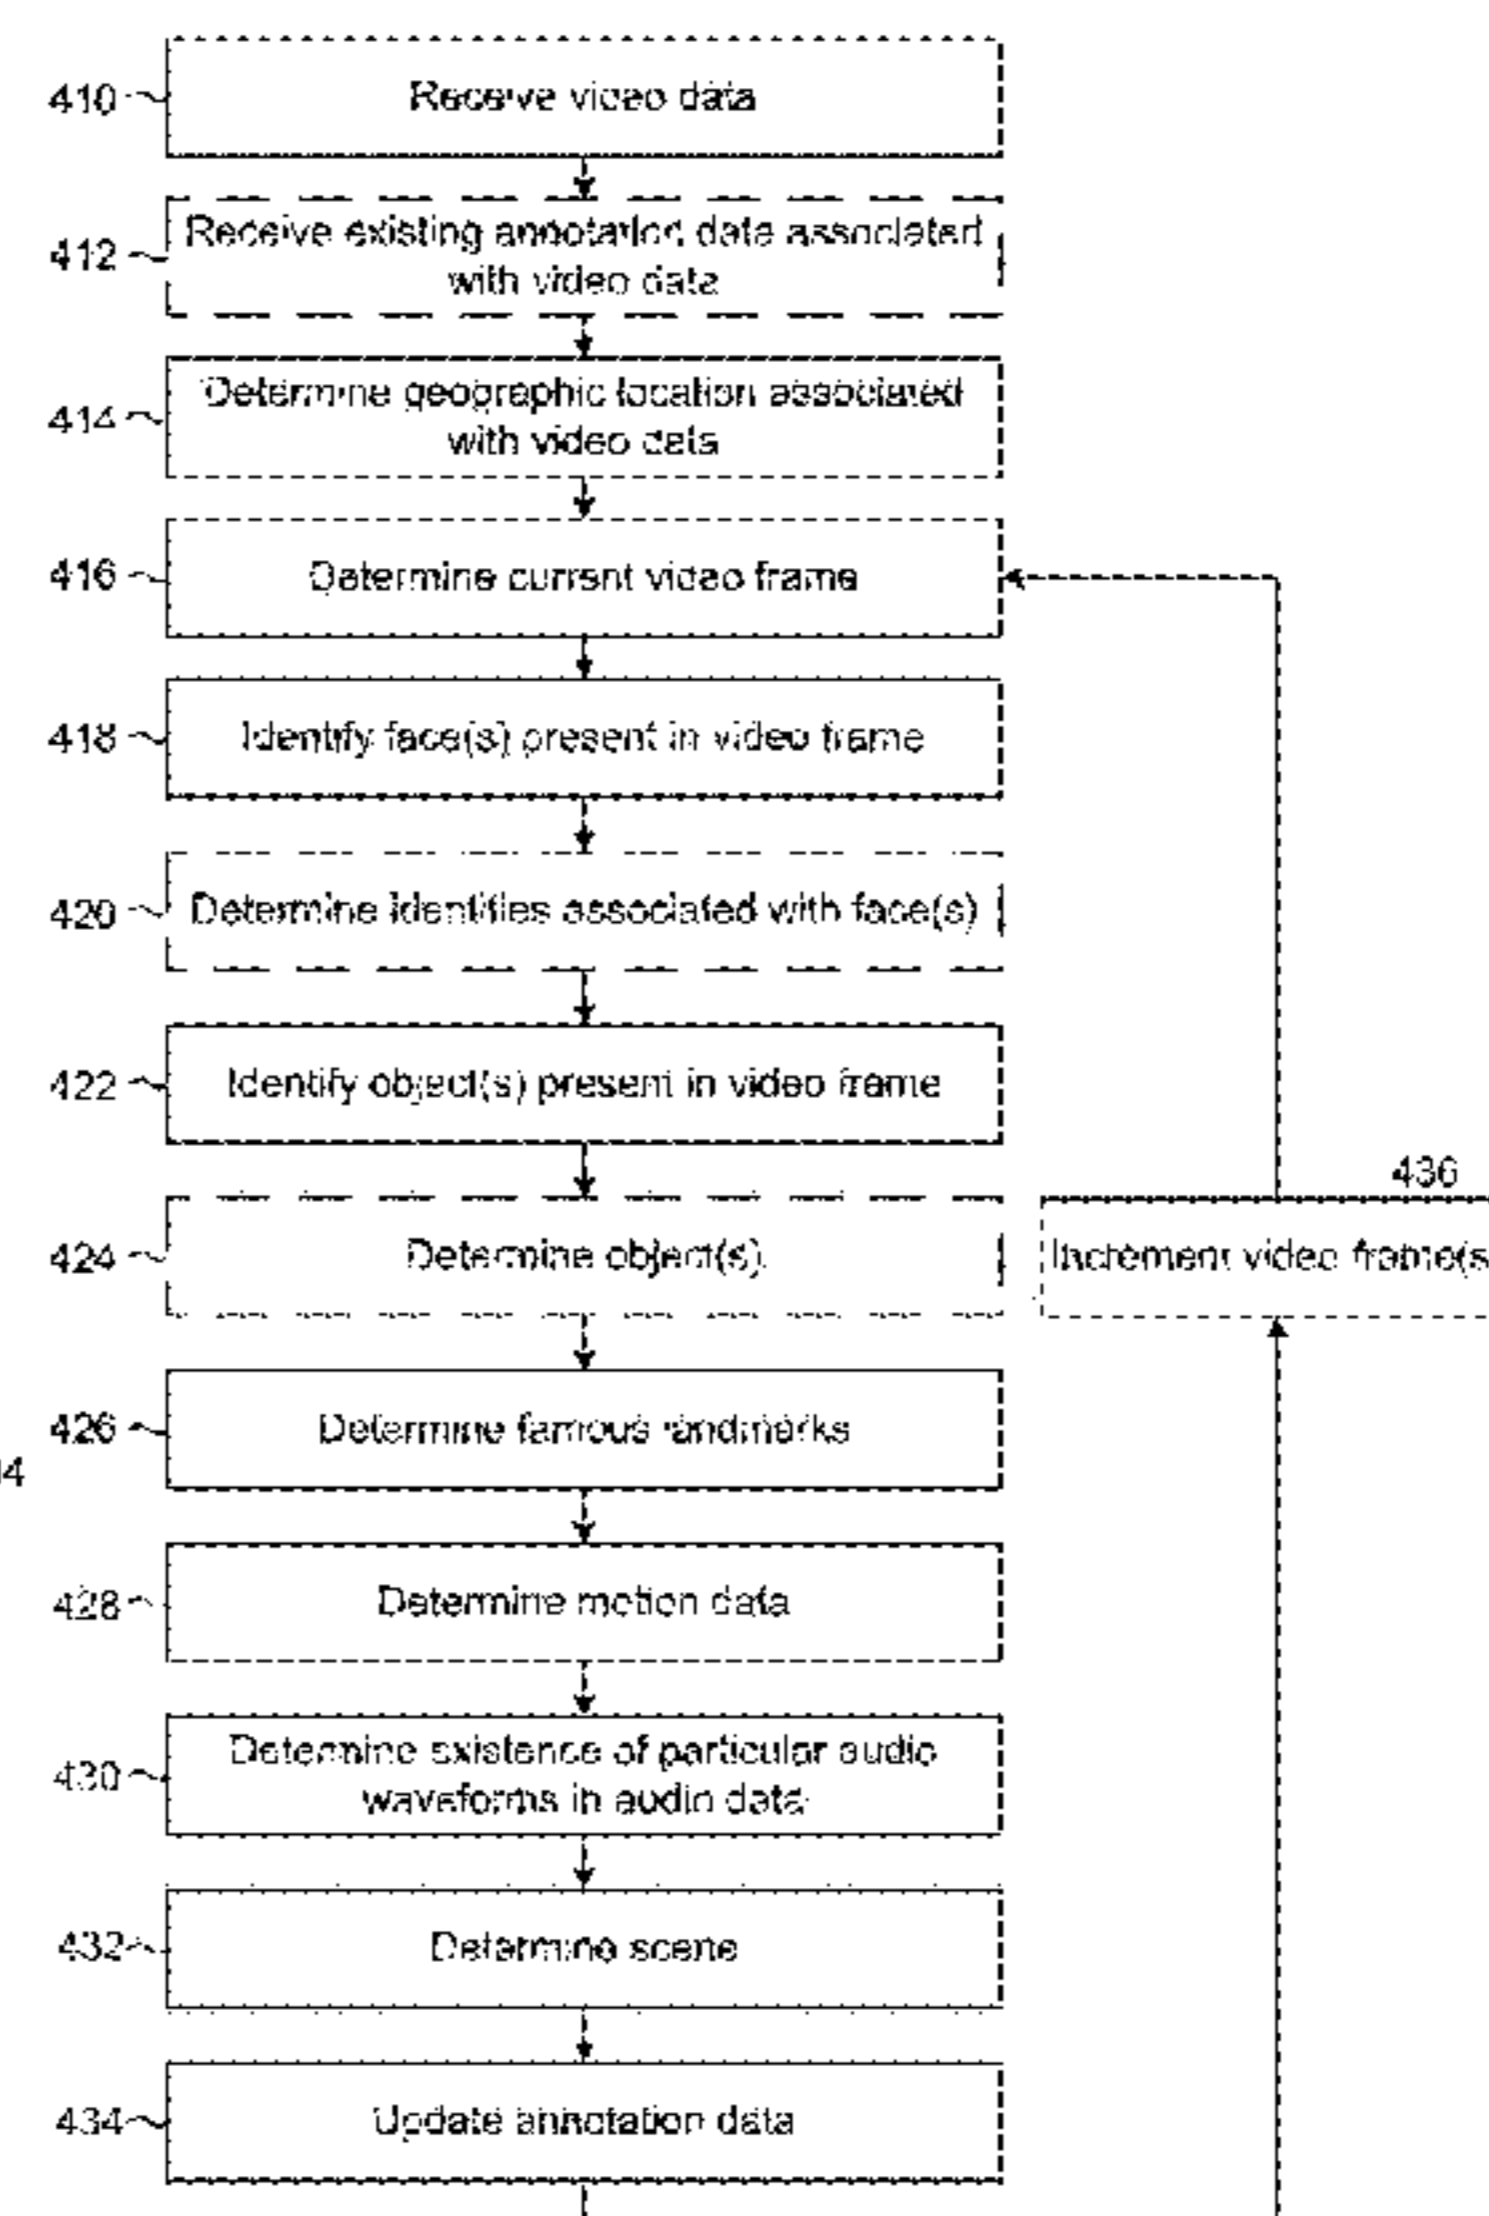 410
Receive video data
412
Receive existing annotation data associated
with video data
414
Determine geographic location associated
with video data
416
Determine current video frame
418
Identify face(s) present in video frame
420
Determine identities associated with face(s)
422
Identify object(s) present in video frame
436
424
Determine object(s)
Increment video frame(s
426
Determine famous landmarks
04
428
Determine motion data
430
Determine existence of particular audio
waveforms in audio data
432
Determine scene
434
Update annotation data